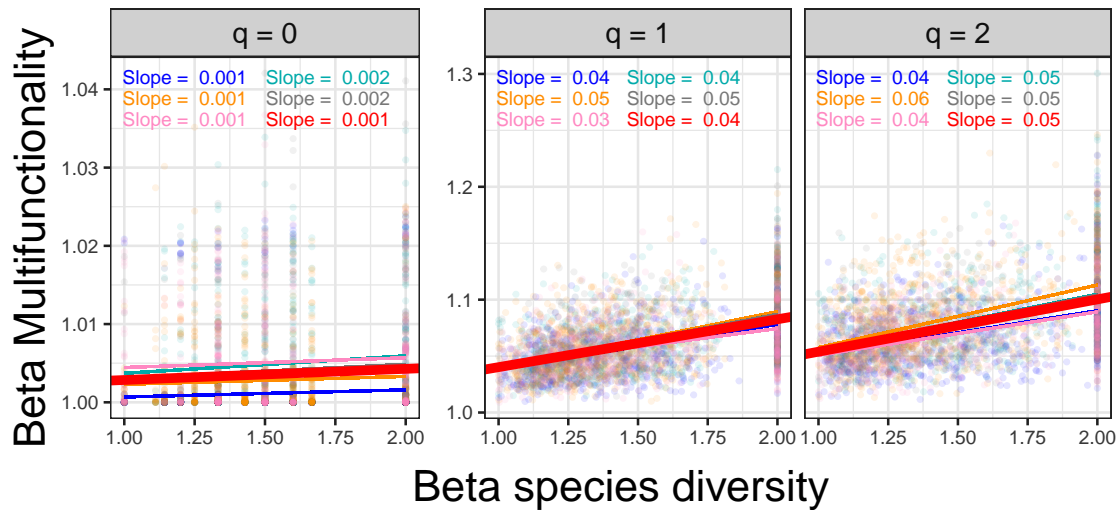 q = 0
q = 1
q = 2
Slope = 0.001 Slope = 0.002
Slope = 0.001 Slope = 0.002
Slope = 0.001 Slope = 0.001
Slope = 0.04 Slope = 0.04
Slope = 0.05 Slope = 0.05
Slope = 0.03 Slope = 0.04
Slope = 0.04 Slope = 0.05
Slope = 0.06 Slope = 0.05
Slope = 0.04 Slope = 0.05
Beta Multifunctionality
1.04
1.03
1.02
1.01
1.00
1.3
1.2
1.1
1.0
1.00 1.25 1.50 1.75 2.00
1.00 1.25 1.50 1.75 2.00
1.00 1.25 1.50 1.75 2.00
Beta species diversity